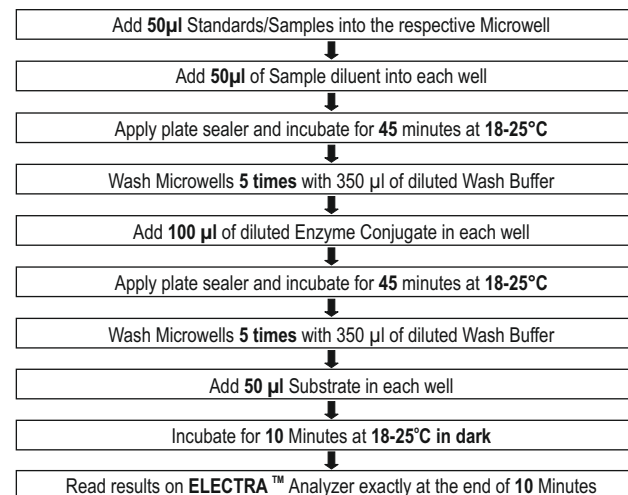 Add 50µl Standards/Samples into the respective Microwell
Add 50µl of Sample diluent into each well
Apply plate sealer and incubate for 45 minutes at 18-25°C
Wash Microwells 5 times with 350 µl of diluted Wash Buffer
Add 100 µl of diluted Enzyme Conjugate in each well
Apply plate sealer and incubate for 45 minutes at 18-25°C
Wash Microwells 5 times with 350 µl of diluted Wash Buffer
Add 50 µl Substrate in each well
Incubate for 10 Minutes at 18-25°C in dark
Read results on ELECTRA ™ Analyzer exactly at the end of 10 Minutes